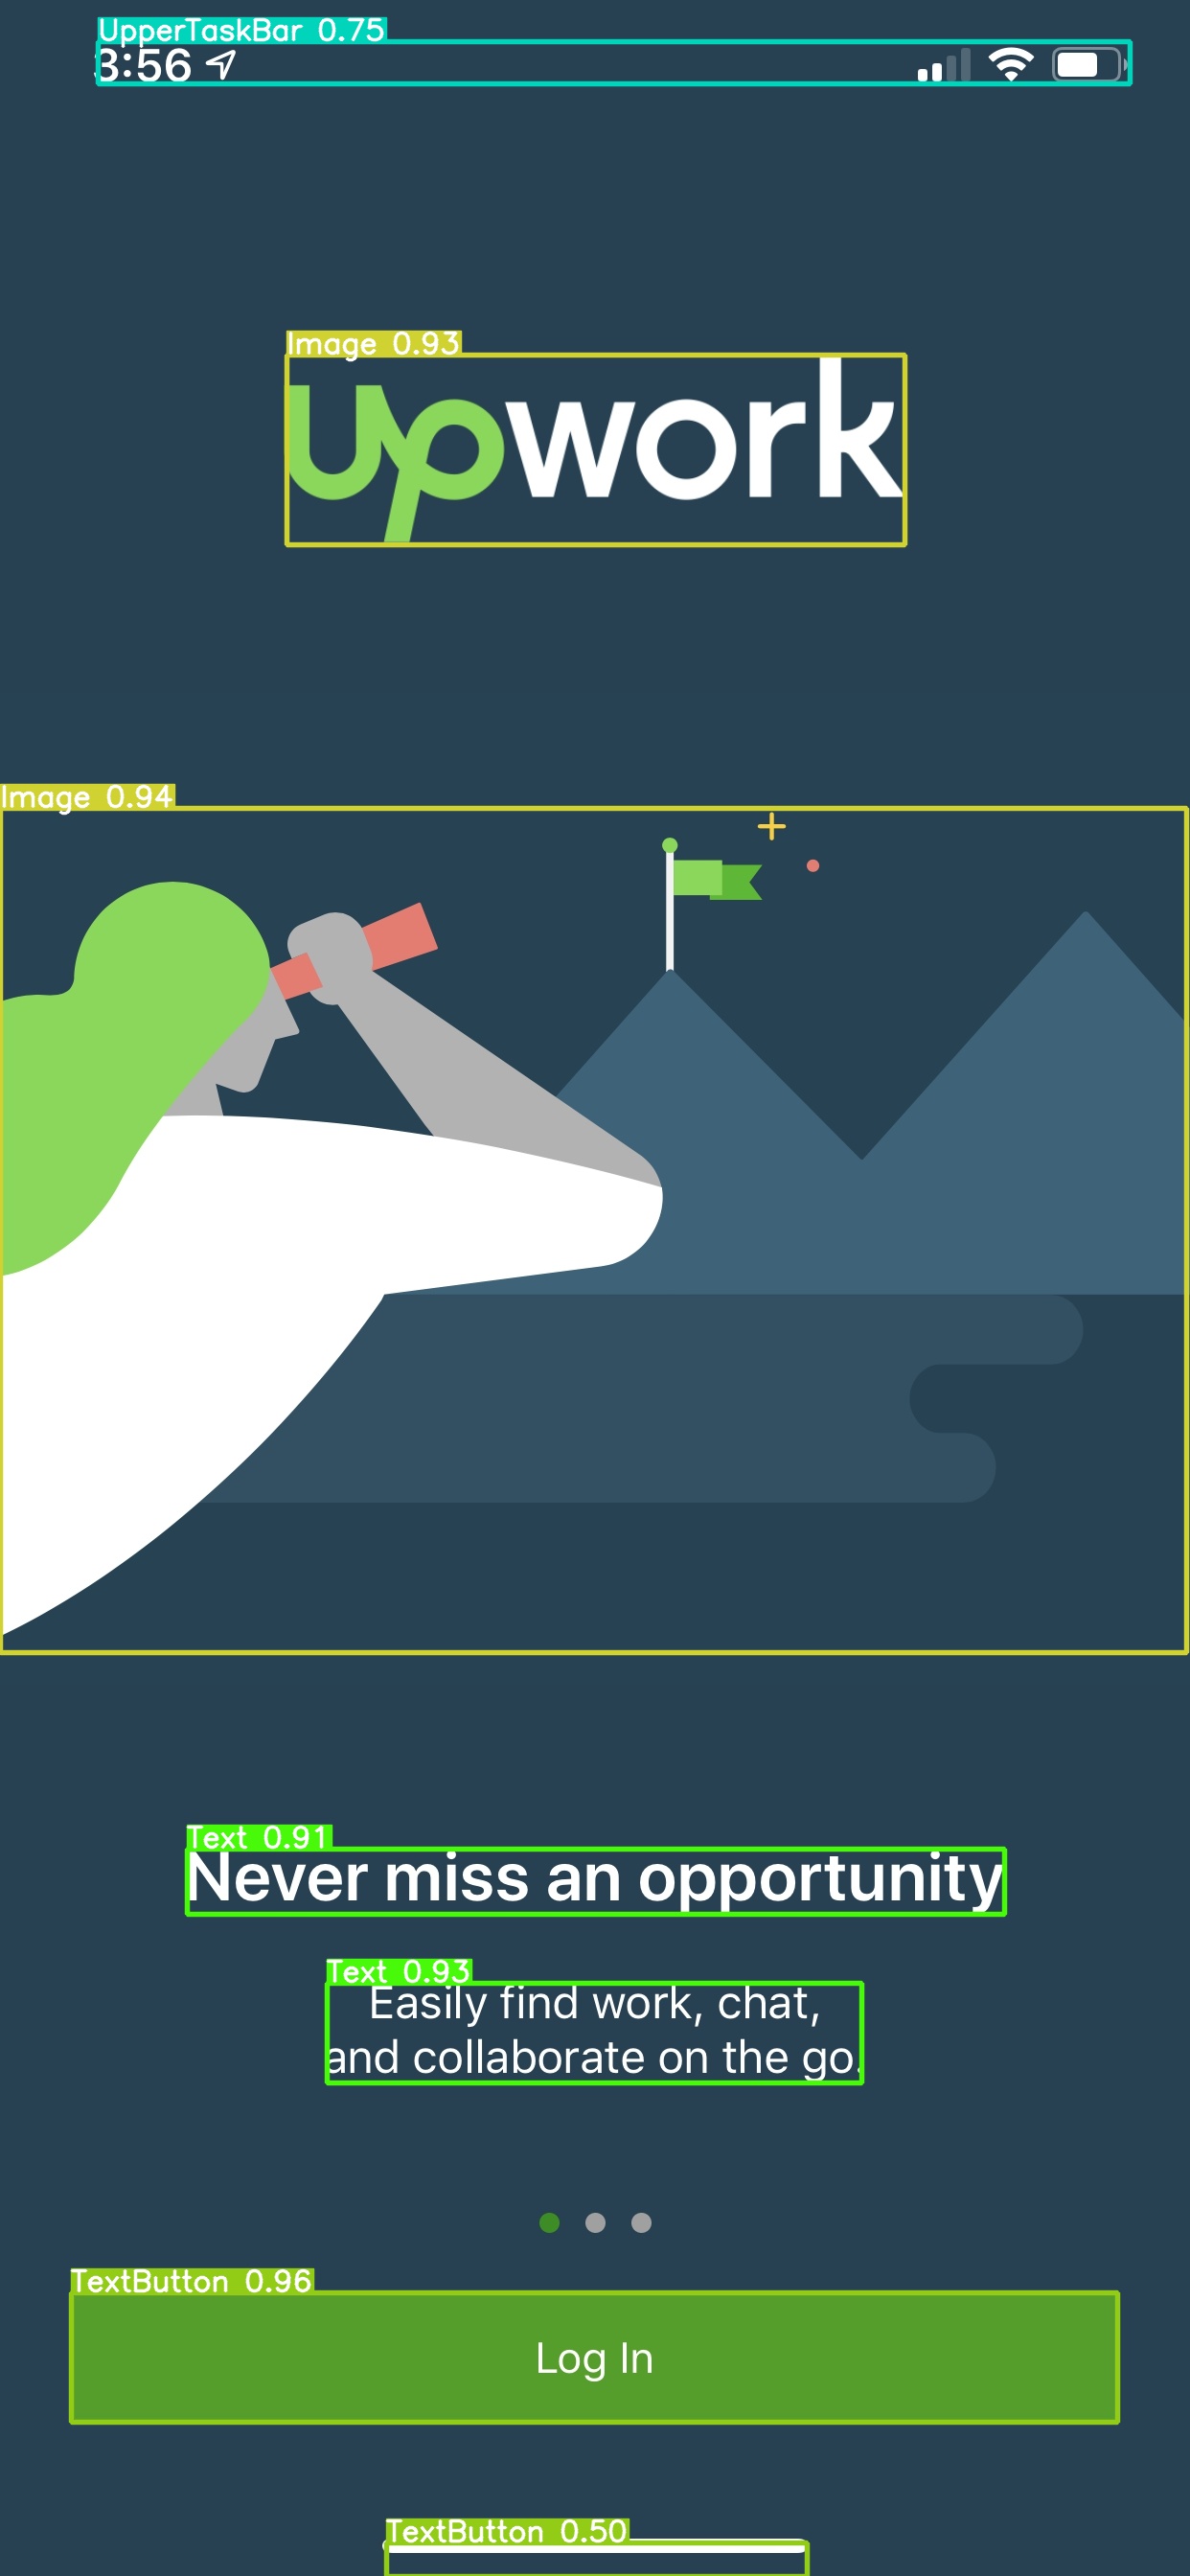 UpperTaskBar 0.75
3:56
Image 0.93
upwork
Image 0.94
Text 0.91
Never miss an opportunity
Text 0.93
Easily find work, chat,
and collaborate on the go.
TextButton 0.96
Log In
TextButton 0.50